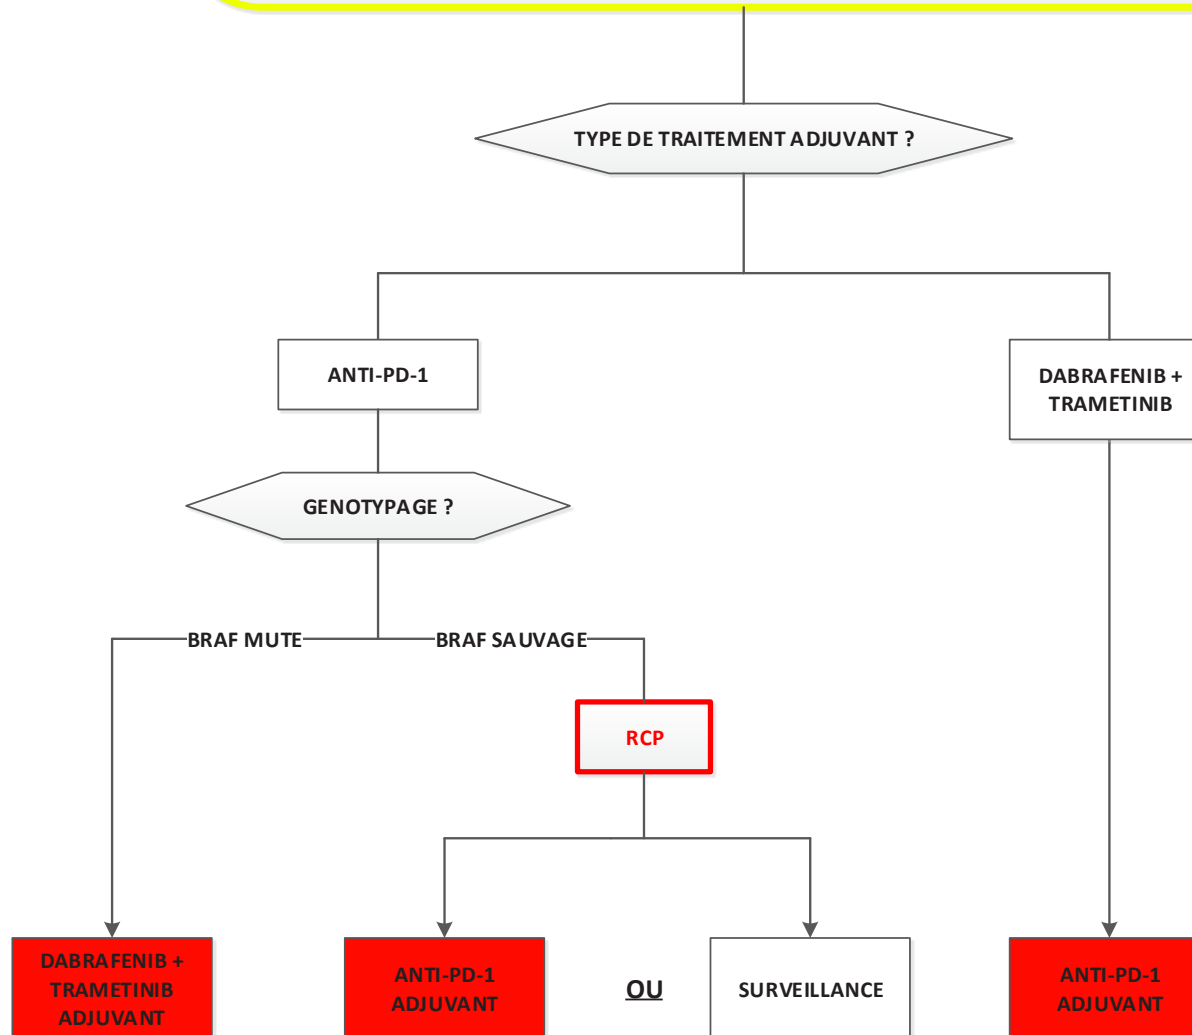 TYPE DE TRAITEMENT ADJUVANT ?
ANTI-PD-1
DABRAFENIB +
TRAMETINIB
GENOTYPAGE ?
BRAF MUTE
BRAF SAUVAGE
RCP
DABRAFENIB +
TRAMETINIB
ADJUVANT
ANTI-PD-1
ADJUVANT
OU
SURVEILLANCE
ANTI-PD-1
ADJUVANT